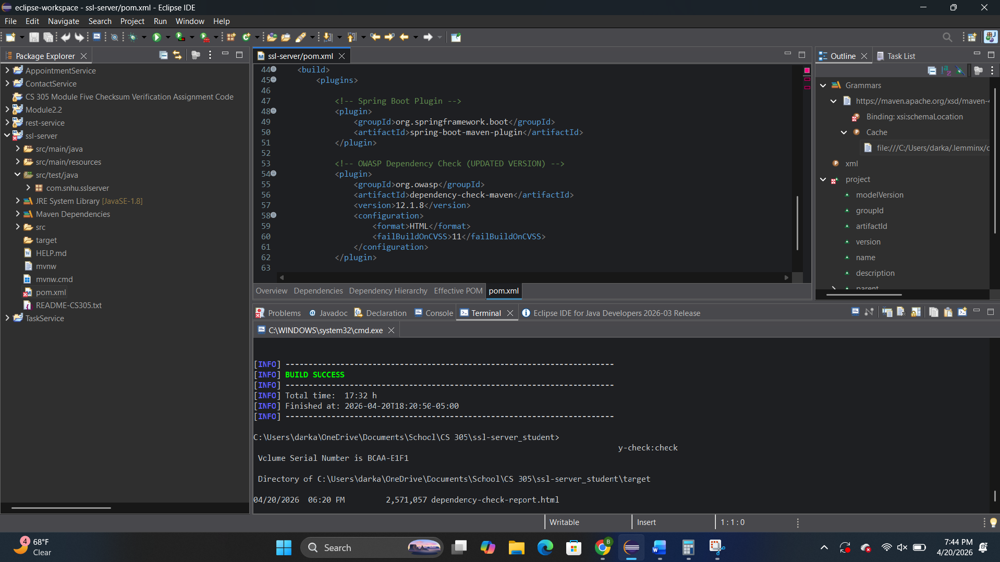 eclipse-workspace - ssl-server/pom.xml - Eclipse IDE
File Edit Navigate Search Project Run Window Help
Package Explorer
AppointmentService
ContactService
CS 305 Module Five Checksum Verification Assignment Code
Module2.2
rest-service
ssl-server
src/main/java
src/main/resources
src/test/java
com.snhu.sslserver
JRE System Library [JavaSE-1.8]
Maven Dependencies
src
target
HELP.md
mvnw
mvnw.cmd
pom.xml
README-CS305.txt
TaskService
ssl-server/pom.xml
44 <build>
45 <plugins>
46
47 <!-- Spring Boot Plugin -->
48 <plugin>
49 <groupId>org.springframework.boot</groupId>
50 <artifactId>spring-boot-maven-plugin</artifactId>
51 </plugin>
52
53 <!-- OWASP Dependency Check (UPDATED VERSION) -->
54 <plugin>
55 <groupId>org.owasp</groupId>
56 <artifactId>dependency-check-maven</artifactId>
57 <version>12.1.8</version>
58 <configuration>
59 <format>HTML</format>
60 <failBuildOnCVSS>11</failBuildOnCVSS>
61 </configuration>
62 </plugin>
63
Overview Dependencies Dependency Hierarchy Effective POM pom.xml
Outline Task List
Grammars
https://maven.apache.org/xsd/maven-4
Binding: xsi:schemaLocation
Cache
file:///C:/Users/darka/.lemminx/c
xml
project
modelVersion
groupId
artifactId
version
name
description
parent
Problems Javadoc Declaration Console Terminal Eclipse IDE for Java Developers 2026-03 Release
C:\WINDOWS\system32\cmd.exe
[INFO] ------------------------------------------------------------------------
[INFO] BUILD SUCCESS
[INFO] ------------------------------------------------------------------------
[INFO] Total time:  17:32 h
[INFO] Finished at: 2026-04-20T18:20:50-05:00
[INFO] ------------------------------------------------------------------------
C:\Users\darka\OneDrive\Documents\School\CS 305\ssl-server_student>
y-check:check
Volume Serial Number is BCAA-E1F1
Directory of C:\Users\darka\OneDrive\Documents\School\CS 305\ssl-server_student\target
04/20/2026  06:20 PM         2,571,057 dependency-check-report.html
Writable Insert 1 : 1 : 0
4 68°F
Clear
Search
B
7:44 PM
4/20/2026